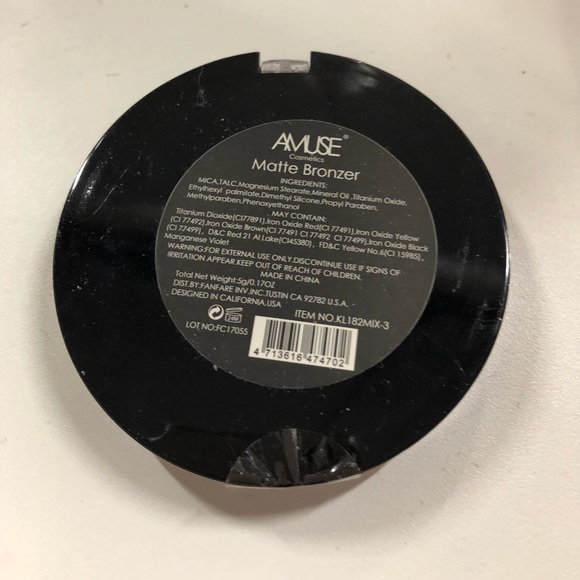 AMUSE®
Cosmetics
Matte Bronzer
INGREDIENTS:
MICA,TALC,Magnesium Stearate,Mineral Oil ,Titanium Oxide,
Ethylhexyl palmitate,Dimethyl Silicone,Propyl Paraben,
Methylparaben,Phenoxyethanol
. MAY CONTAIN:
Titanium Dioxide(CI77891),Iron Oxide Red(CI 77491),Iron Oxide Yellow
(CI 77492),Iron Oxide Brown(CI 77491 CI 77492 CI 77499),Iron Oxide Black
(CI 77499), D&C Red 21 Al Lake(CI45380), FD&C Yellow No.6(CI 15985),
Manganese Violet
WARNING:FOR EXTERNAL USE ONLY.DISCONTINUE IF SIGNS OF
IRRITATION APPEAR.KEEP OUT OF REACH OF CHILDREN.
MADE IN CHINA
Total Net Weight:5g/0.17OZ
DIST.BY:FANFARE INV.INC.TUSTIN CA 92782 U.S.A. .
DESIGNED IN CALIFORNIA,USA
ITEM NO.KL182MIX-3
24M
LOT NO:FC17055
4 713616 474702